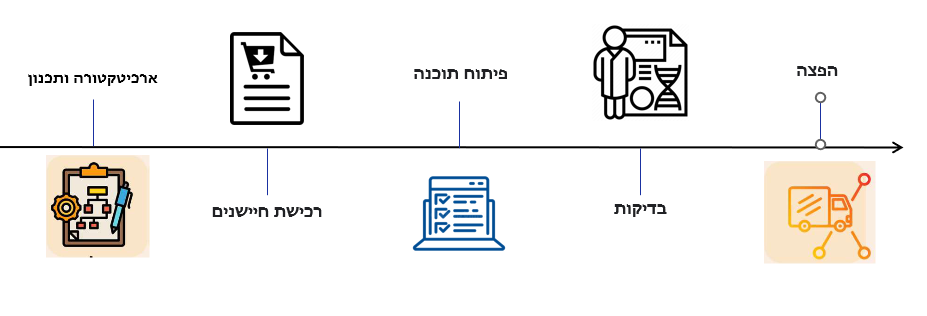 ארכיטקטורה ותכנון
רכישת חיישנים
פיתוח תוכנה
בדיקות
הפצה